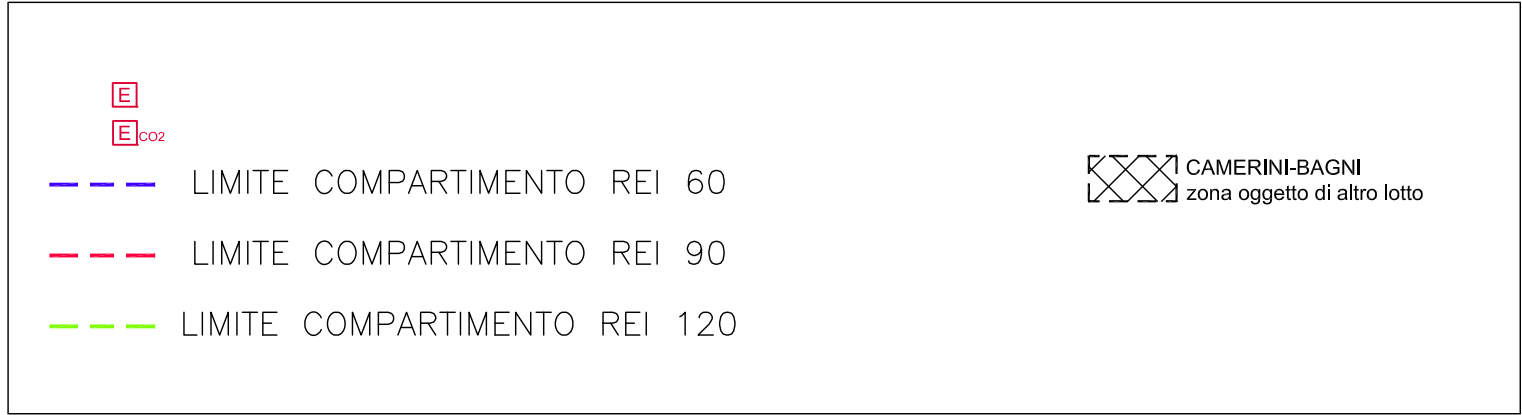 E
E CO2
LIMITE COMPARTIMENTO REI 60
LIMITE COMPARTIMENTO REI 90
LIMITE COMPARTIMENTO REI 120
CAMERINI-BAGNI
zona oggetto di altro lotto